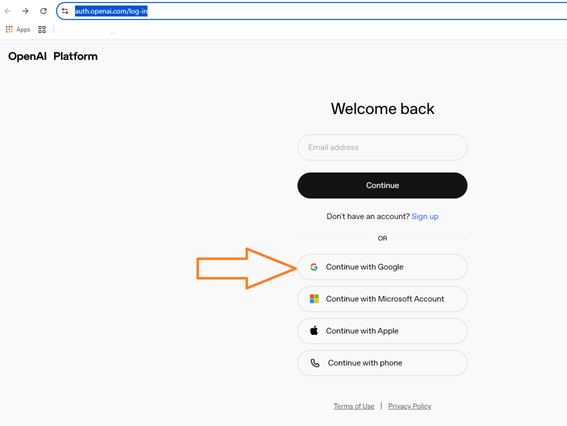 auth.openai.com/log-in
Apps
OpenAI Platform
Welcome back
Email address
Continue
Don't have an account? Sign up
OR
Continue with Google
Continue with Microsoft Account
Continue with Apple
Continue with phone
Terms of Use | Privacy Policy